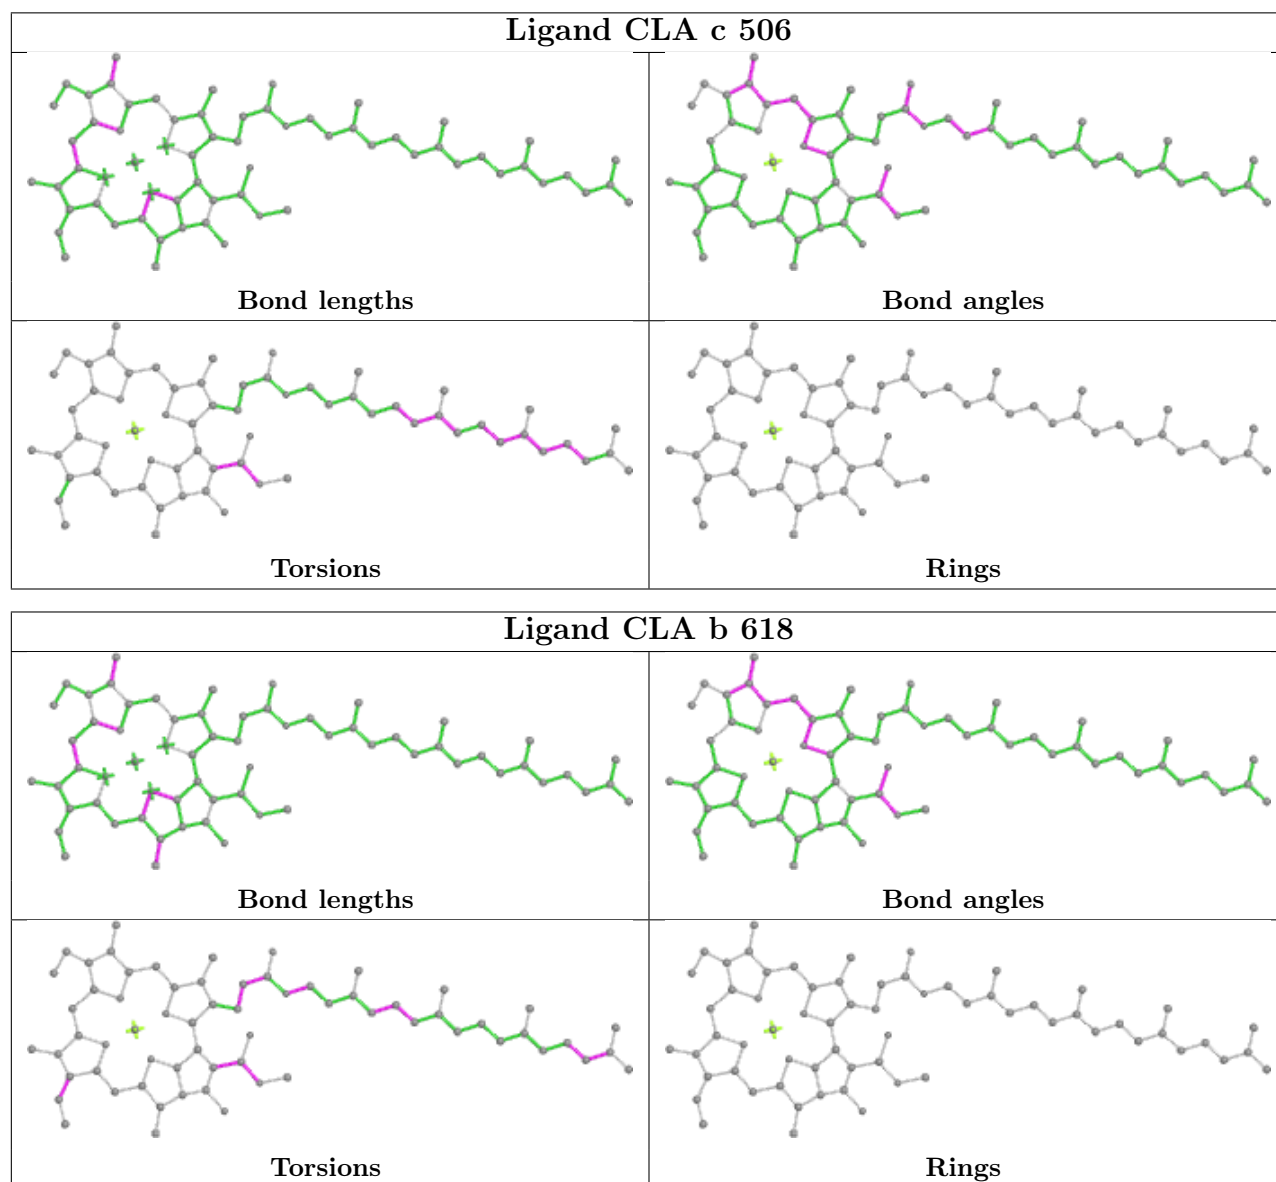 Ligand CLA c 506
Bond lengths
Bond angles
Torsions
Rings
Ligand CLA b 618
Bond lengths
Bond angles
Torsions
Rings